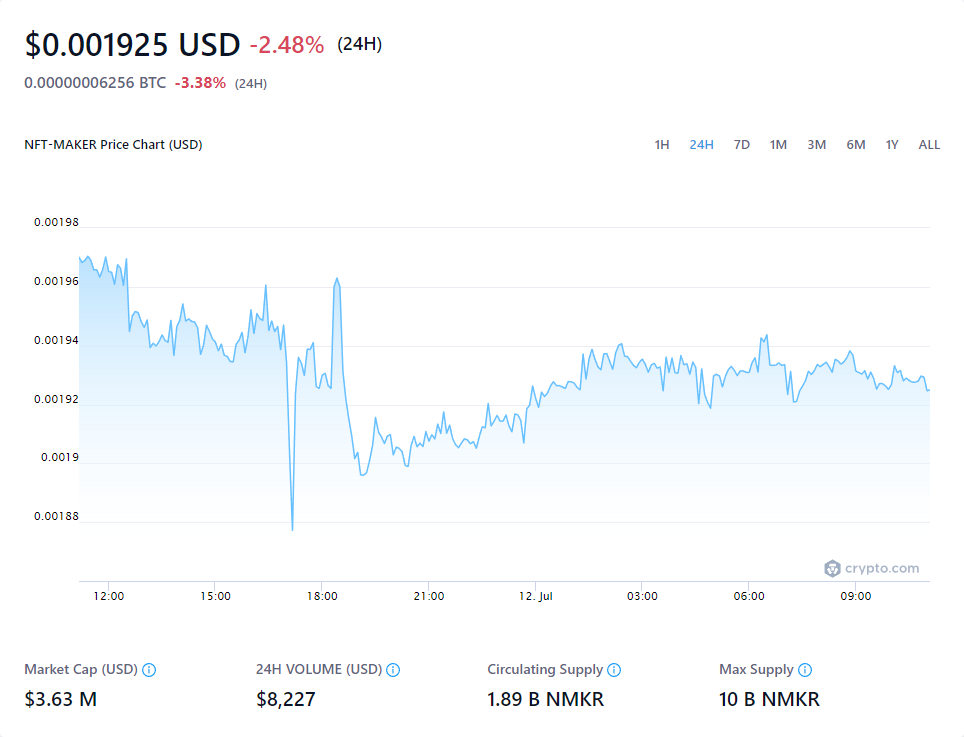 $0.001925 USD -2.48% (24H)
0.00000006256 BTC -3.38% (24H)
NFT-MAKER Price Chart (USD) 1H 24H 7D 1M 3M 6M 1Y ALL
0.00198
0.00196
0.00194
0.00192
0.0019
0.00188
crypto.com
12:00 15:00 18:00 21:00 12. Jul 03:00 06:00 09:00
Market Cap (USD) 24H VOLUME (USD) Circulating Supply Max Supply
$3.63 M $8,227 1.89 B NMKR 10 B NMKR